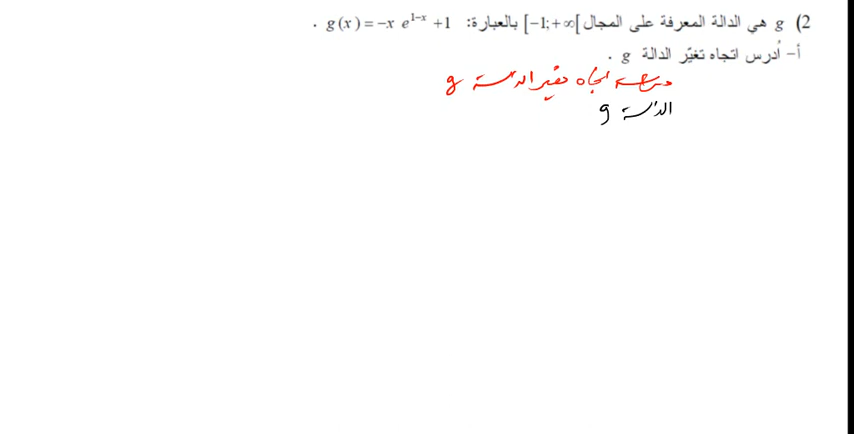 2) g هي الدالة المعرفة على المجال [-1;+∞[ بالعبارة: g(x)=-x e^{1-x} +1 .
أ- أدرس اتجاه تغيّر الدالة g .
دراسة اتجاه تغير الدالة g
الدالة g